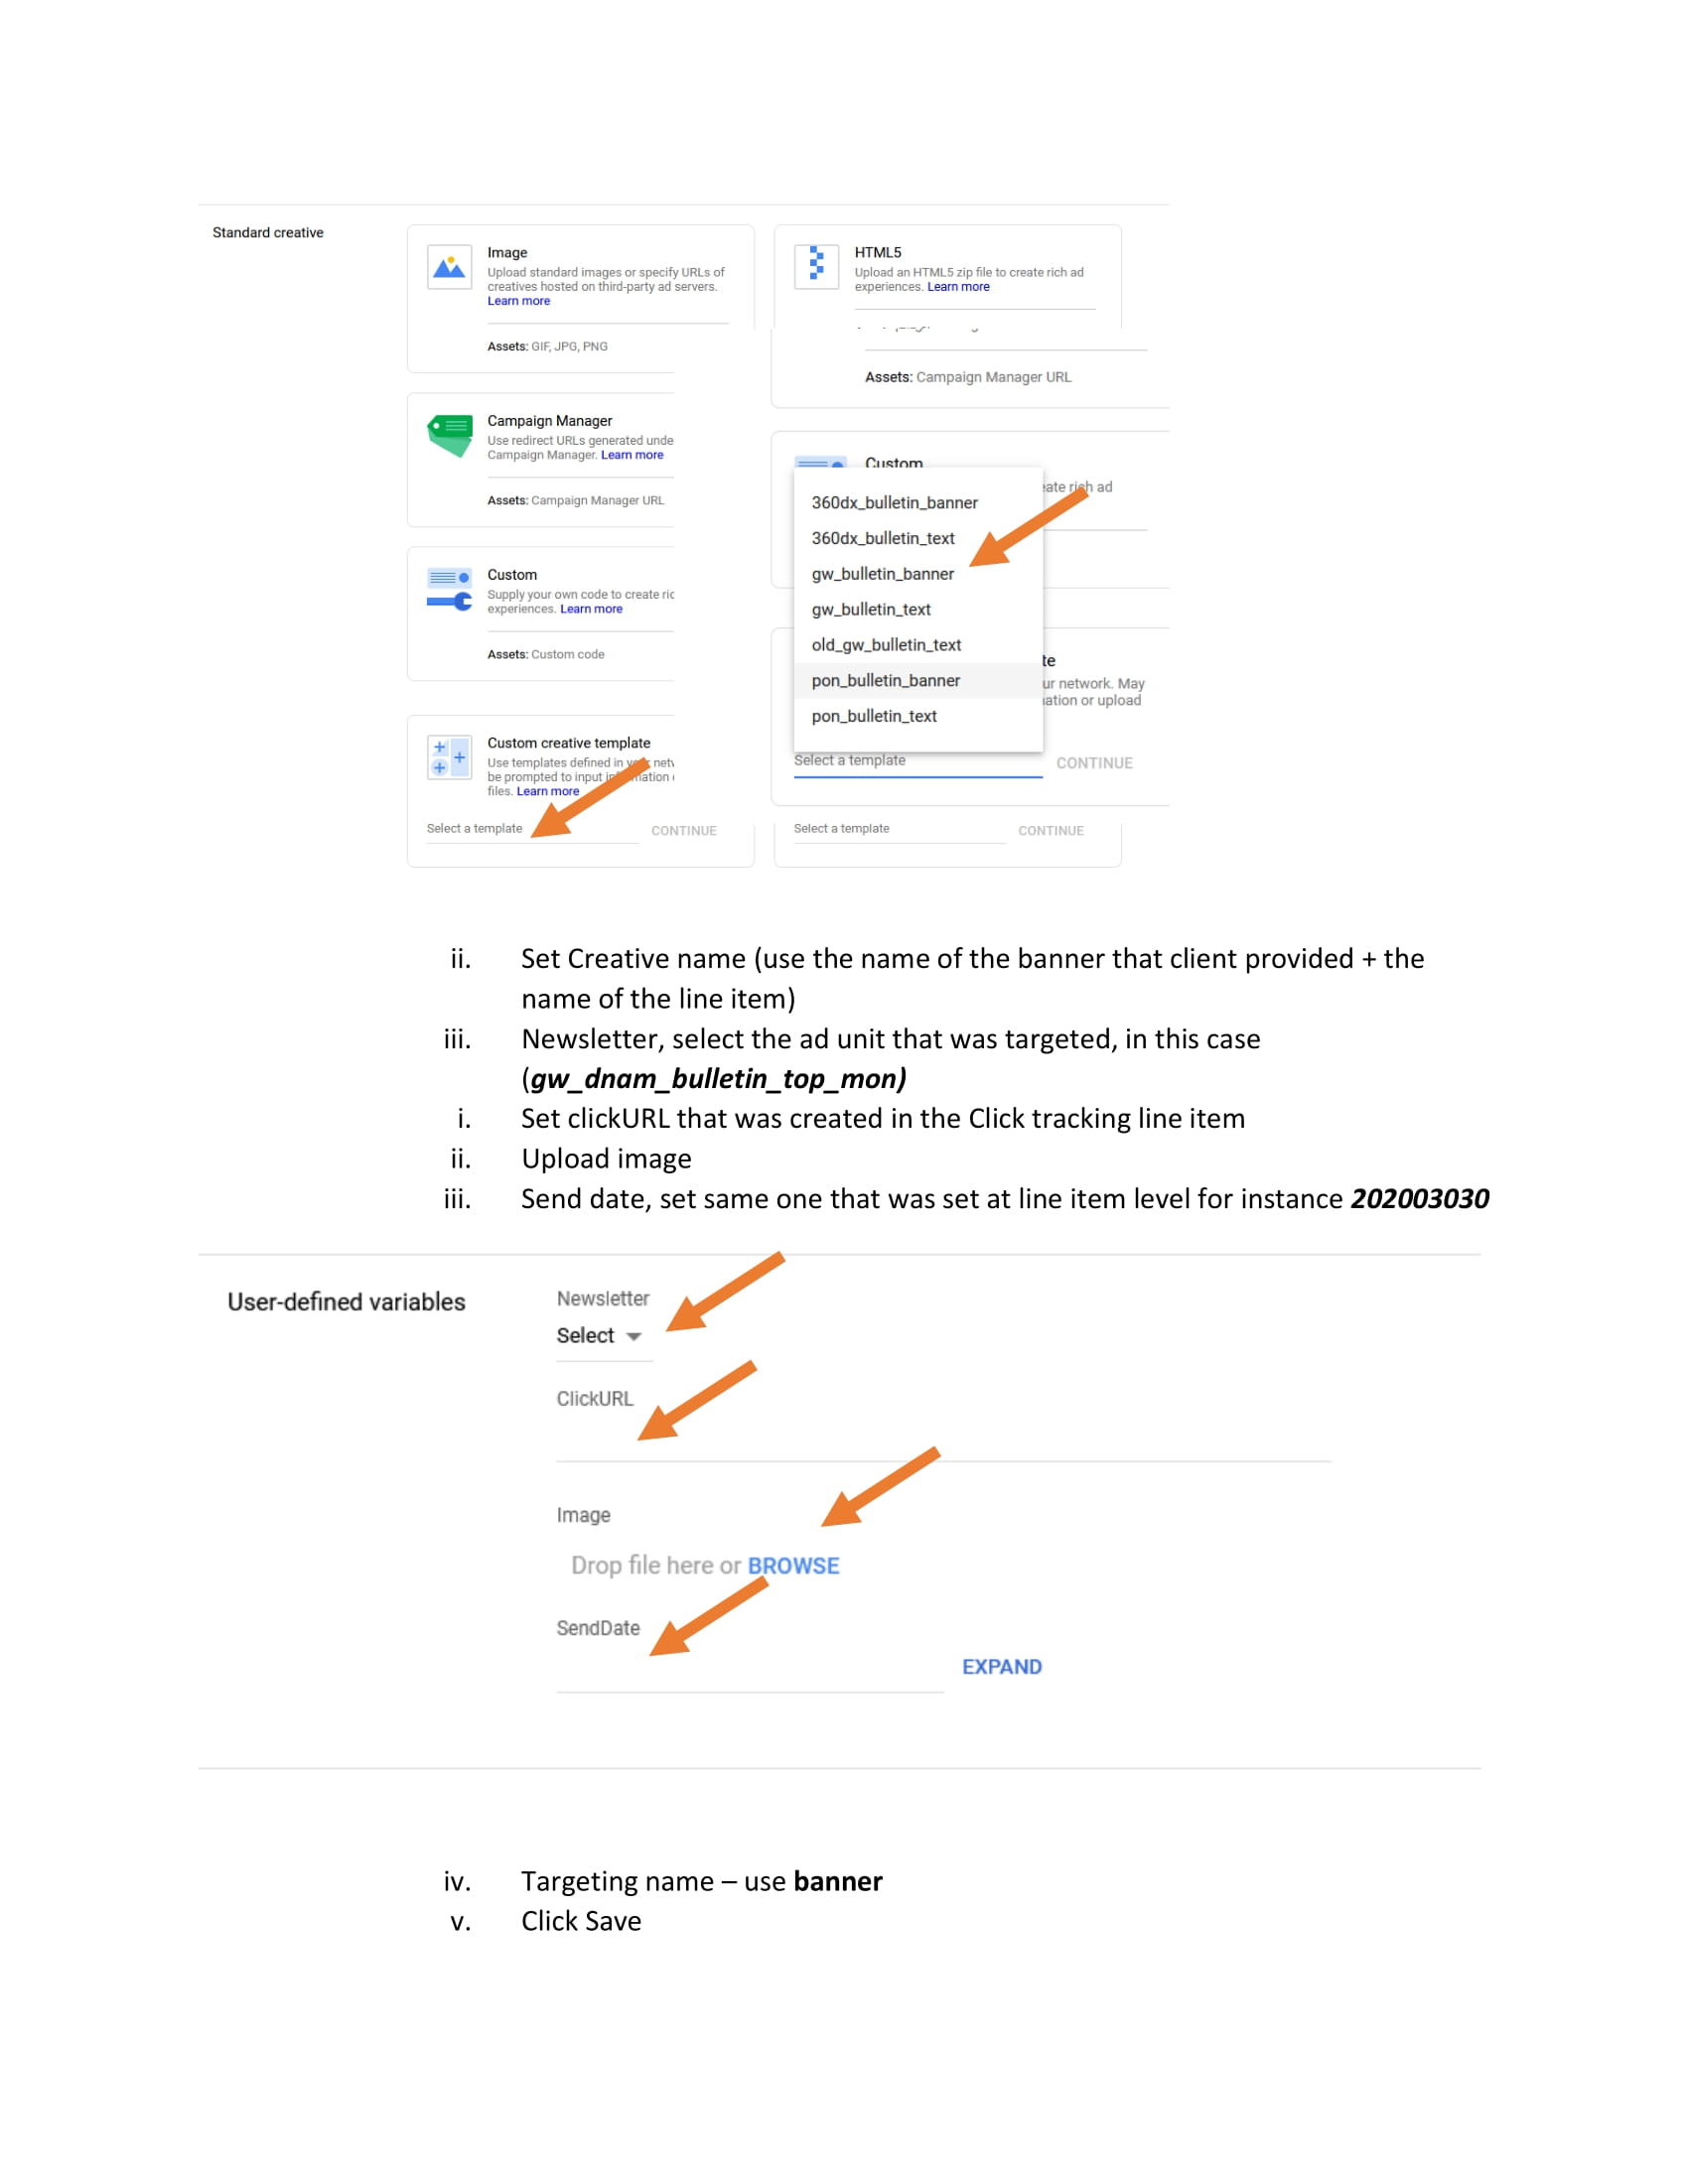 Standard creative
Image
Upload standard images or specify URLs of
creatives hosted on third-party ad servers.
Learn more
Assets: GIF, JPG, PNG
Campaign Manager
Use redirect URLs generated unde
Campaign Manager. Learn more
Assets: Campaign Manager URL
Custom
Supply your own code to create ric
experiences. Learn more
Assets: Custom code
Custom creative template
Use templates defined in your netv
be prompted to input information
files. Learn more
Select a template CONTINUE
HTML5
Upload an HTML5 zip file to create rich ad
experiences. Learn more
Assets: Campaign Manager URL
Custom
eate rich ad
360dx_bulletin_banner
360dx_bulletin_text
gw_bulletin_banner
gw_bulletin_text
old_gw_bulletin_text
pon_bulletin_banner
pon_bulletin_text
te
ur network. May
ation or upload
Select a template CONTINUE
Select a template CONTINUE
ii. Set Creative name (use the name of the banner that client provided + the
name of the line item)
iii. Newsletter, select the ad unit that was targeted, in this case
(gw_dnam_bulletin_top_mon)
i. Set clickURL that was created in the Click tracking line item
ii. Upload image
iii. Send date, set same one that was set at line item level for instance 202003030
User-defined variables
Newsletter
Select
ClickURL
Image
Drop file here or BROWSE
SendDate
EXPAND
iv. Targeting name – use banner
v. Click Save